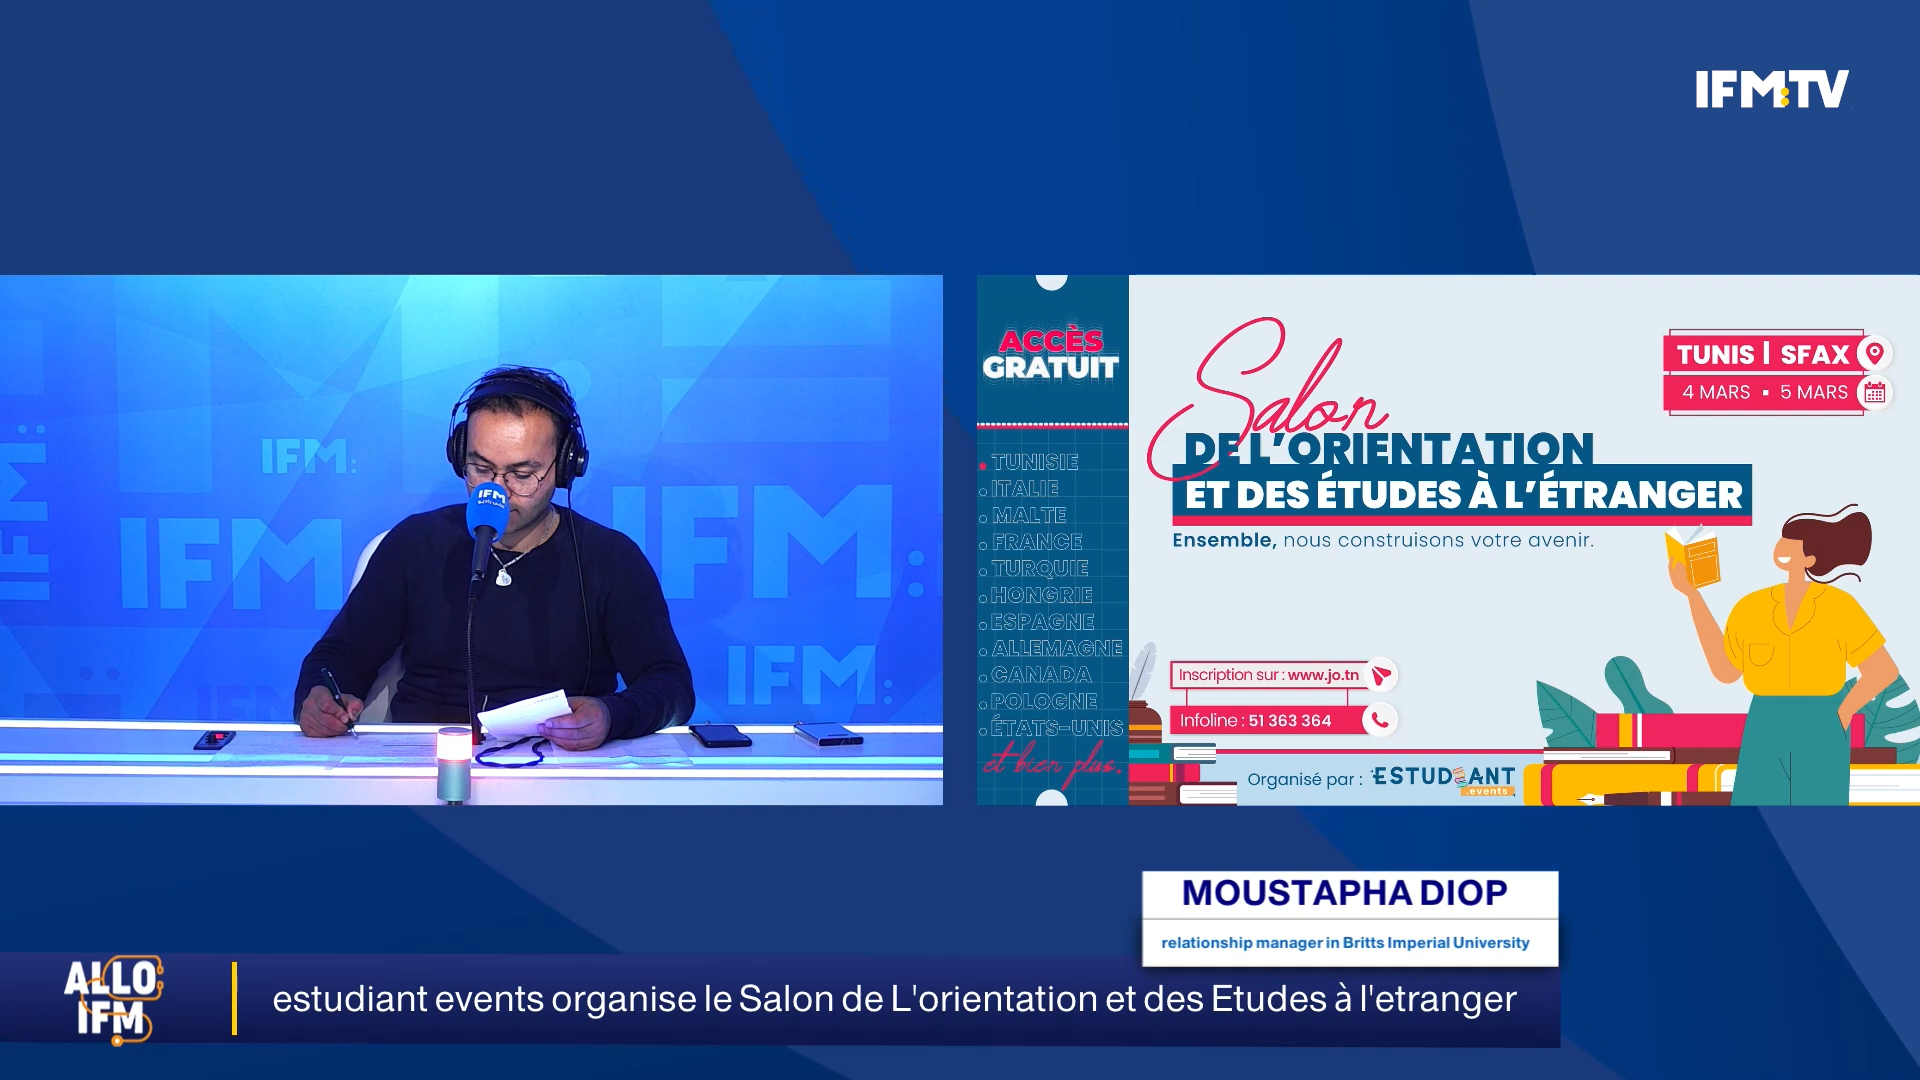 IFM:TV
IFM:
IFM
IFM:
IFM:
IFM
ACCÈS
GRATUIT
TUNISIE
ITALIE
MALTE
FRANCE
TURQUIE
HONGRIE
ESPAGNE
ALLEMAGNE
CANADA
POLOGNE
ÉTATS-UNIS
et bien plus.
Salon
DE L'ORIENTATION
ET DES ÉTUDES À L'ÉTRANGER
Ensemble, nous construisons votre avenir.
TUNIS | SFAX
4 MARS ▪ 5 MARS
Inscription sur : www.jo.tn
Infoline : 51 363 364
Organisé par : ESTUDIANT
.events
MOUSTAPHA DIOP
relationship manager in Britts Imperial University
ALLO
IFM
estudiant events organise le Salon de L'orientation et des Etudes à l'etranger